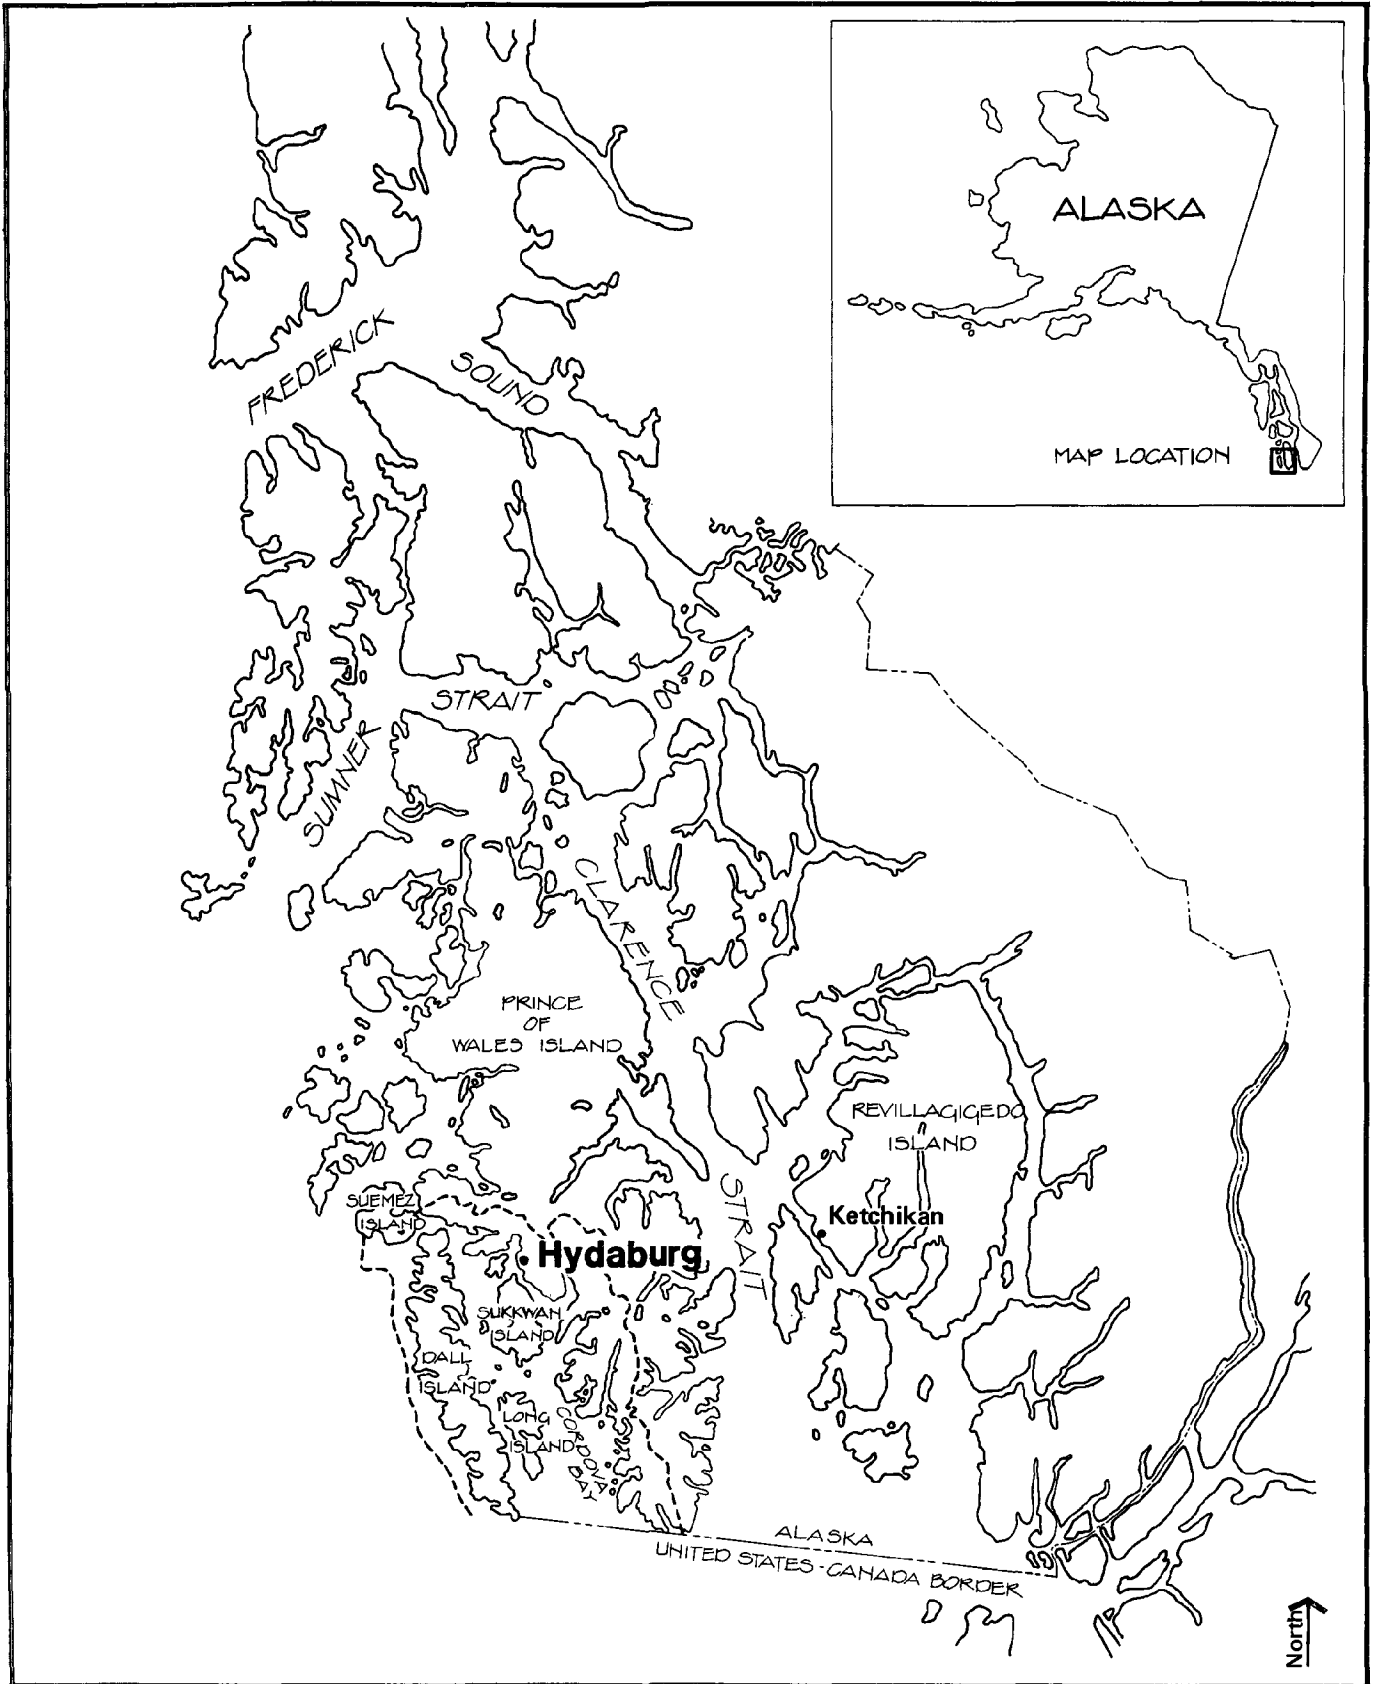 ALASKA
MAP LOCATION
FREDERICK
SOUND
STRAIT
SUMNER
CLARENCE
PRINCE
OF
WALES ISLAND
REVILLAGIGEDO
ISLAND
STRAIT
SUEMEZ
ISLAND
Ketchikan
Hydaburg
SUKKWAN
ISLAND
DALL
ISLAND
LONG
ISLAND
CORDOVA
BAY
ALASKA
UNITED STATES - CANADA BORDER
North